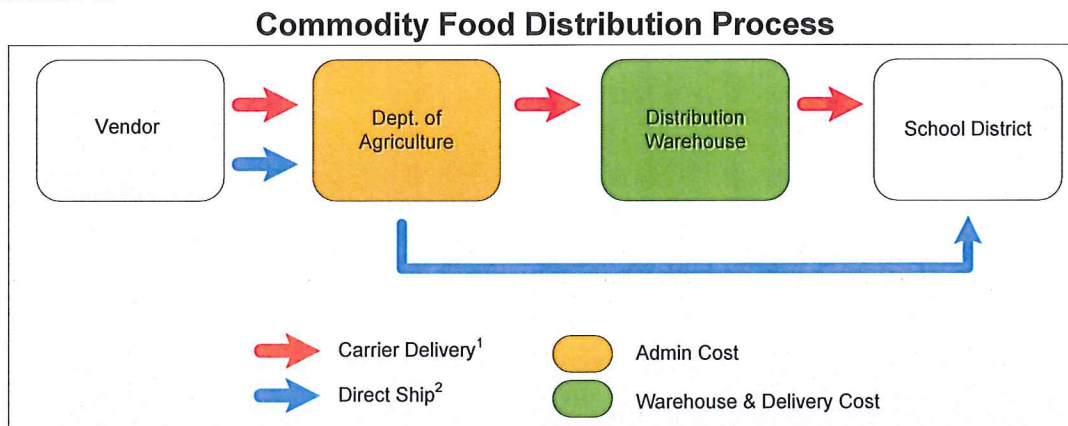 Commodity Food Distribution Process
Vendor
Dept. of
Agriculture
Distribution
Warehouse
School District
Carrier Delivery¹
Admin Cost
Direct Ship²
Warehouse & Delivery Cost